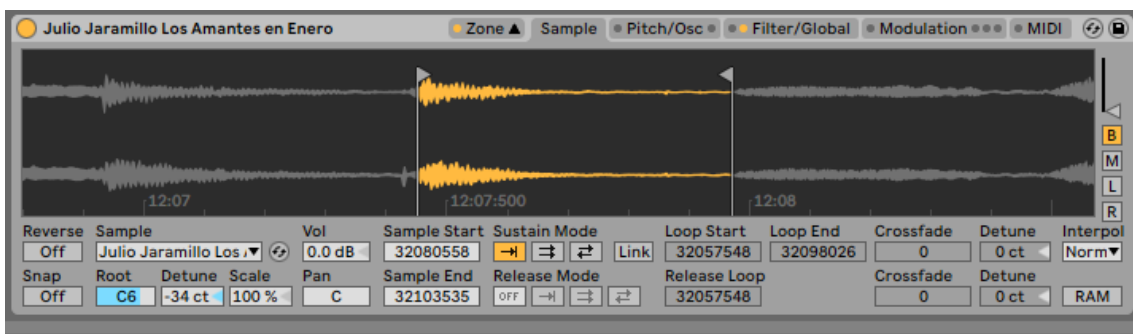 Julio Jaramillo Los Amantes en Enero Zone Sample Pitch/Osc Filter/Global Modulation MIDI
B
M
L
R
12:07 12:07:500 12:08
Reverse Sample Vol Sample Start Sustain Mode Loop Start Loop End Crossfade Detune Interpol
Off Julio Jaramillo Los 0.0 dB 32080558 Link 32057548 32098026 0 0 ct Norm
Snap Root Detune Scale Pan Sample End Release Mode Release Loop Crossfade Detune
Off C6 -34 ct 100 % C 32103535 OFF 32057548 0 0 ct RAM